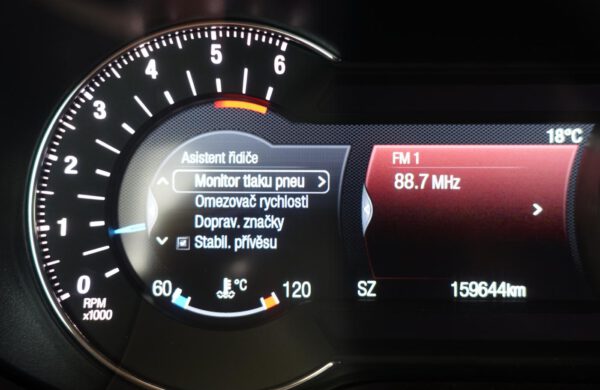 6
5
4
3
2
1
0
RPM
x1000
Asistent řidiče
Monitor tlaku pneu
Omezovač rychlosti
Doprav. značky
Stabil. přívěsu
60 °C 120
18°C
FM 1
88.7 MHz
SZ 159644km